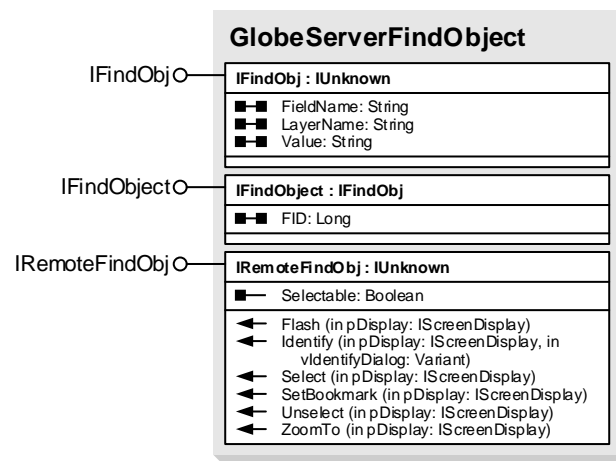 GlobeServerFindObject
IFindObj
IFindObj : IUnknown
FieldName: String
LayerName: String
Value: String
IFindObject
IFindObject : IFindObj
FID: Long
IRemoteFindObj
IRemoteFindObj : IUnknown
Selectable: Boolean
Flash (in pDisplay: IScreenDisplay)
Identify (in pDisplay: IScreenDisplay, in
vIdentifyDialog: Variant)
Select (in pDisplay: IScreenDisplay)
SetBookmark (in pDisplay: IScreenDisplay)
Unselect (in pDisplay: IScreenDisplay)
ZoomTo (in pDisplay: IScreenDisplay)